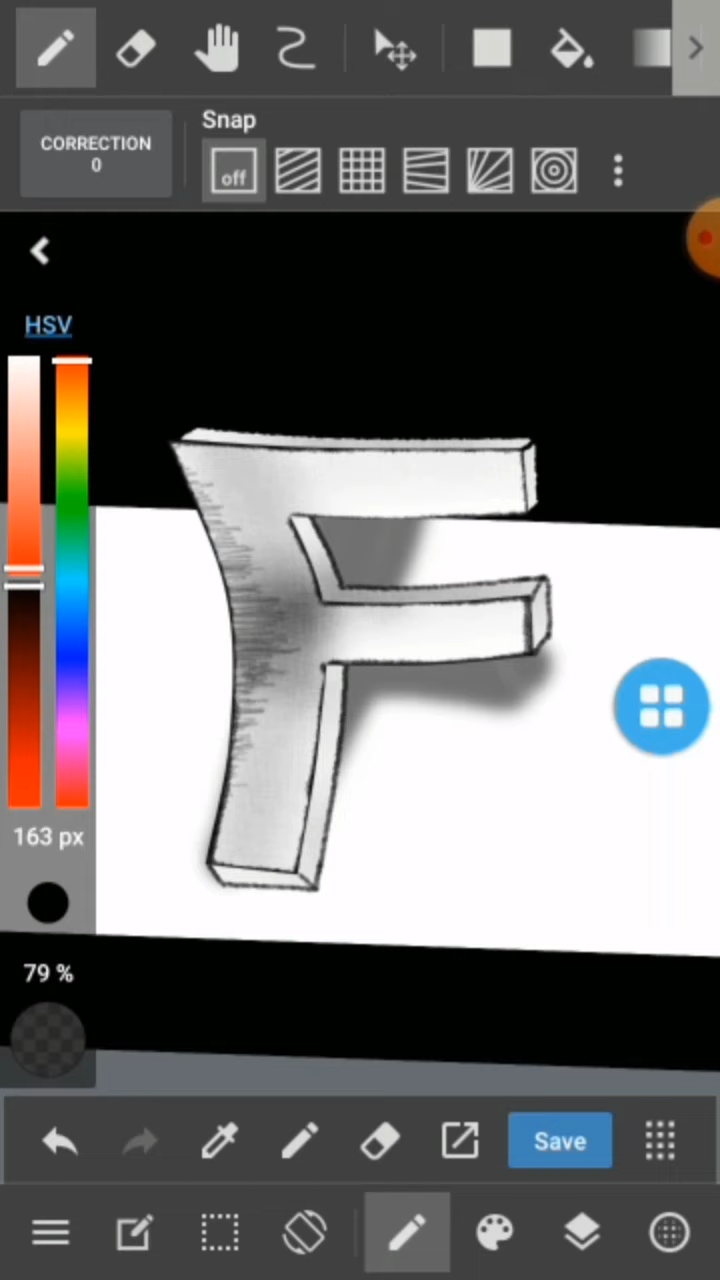 Snap
CORRECTION
0
off
HSV
F
163 px
79 %
Save